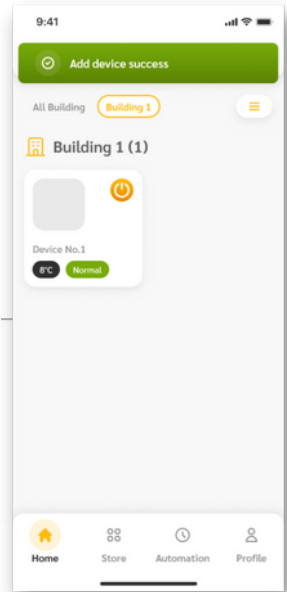 9:41
Add device success
All Building
Building 1
Building 1 (1)
Device No.1
8°C
Normal
Home
Store
Automation
Profile